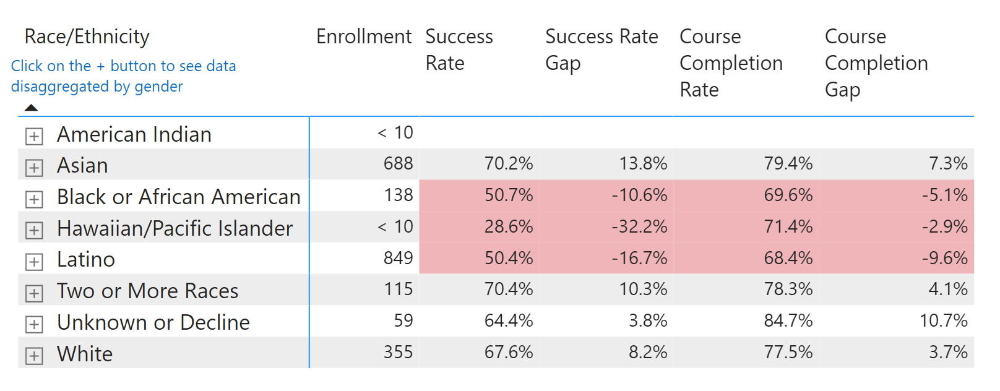 Race/Ethnicity Enrollment Success Rate Success Rate Gap Course Completion Rate Course Completion Gap
Click on the + button to see data
disaggregated by gender
American Indian < 10
Asian 688 70.2% 13.8% 79.4% 7.3%
Black or African American 138 50.7% -10.6% 69.6% -5.1%
Hawaiian/Pacific Islander < 10 28.6% -32.2% 71.4% -2.9%
Latino 849 50.4% -16.7% 68.4% -9.6%
Two or More Races 115 70.4% 10.3% 78.3% 4.1%
Unknown or Decline 59 64.4% 3.8% 84.7% 10.7%
White 355 67.6% 8.2% 77.5% 3.7%